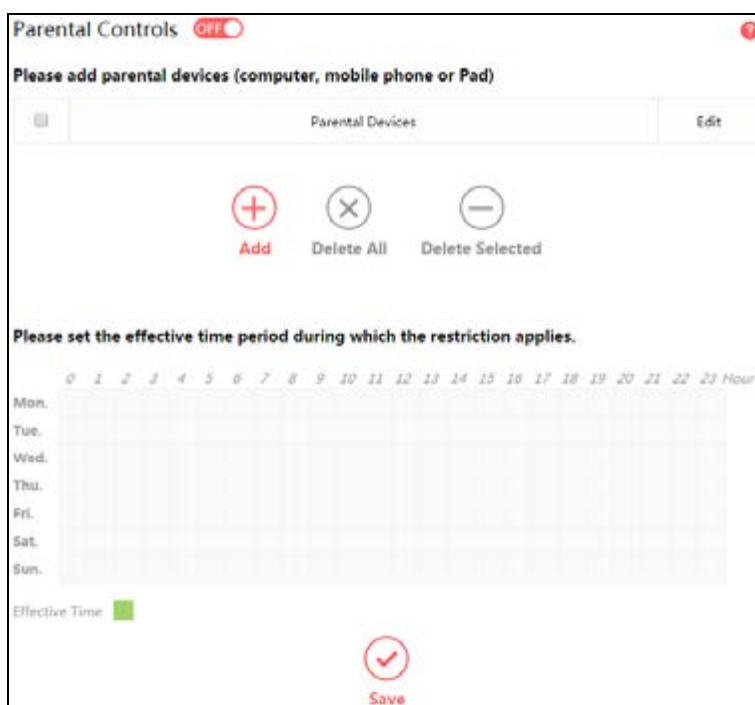 Parental Controls OFF ?
Please add parental devices (computer, mobile phone or Pad)
Parental Devices Edit
Add Delete All Delete Selected
Please set the effective time period during which the restriction applies.
0 1 2 3 4 5 6 7 8 9 10 11 12 13 14 15 16 17 18 19 20 21 22 23 Hour
Mon.
Tue.
Wed.
Thu.
Fri.
Sat.
Sun.
Effective Time
Save